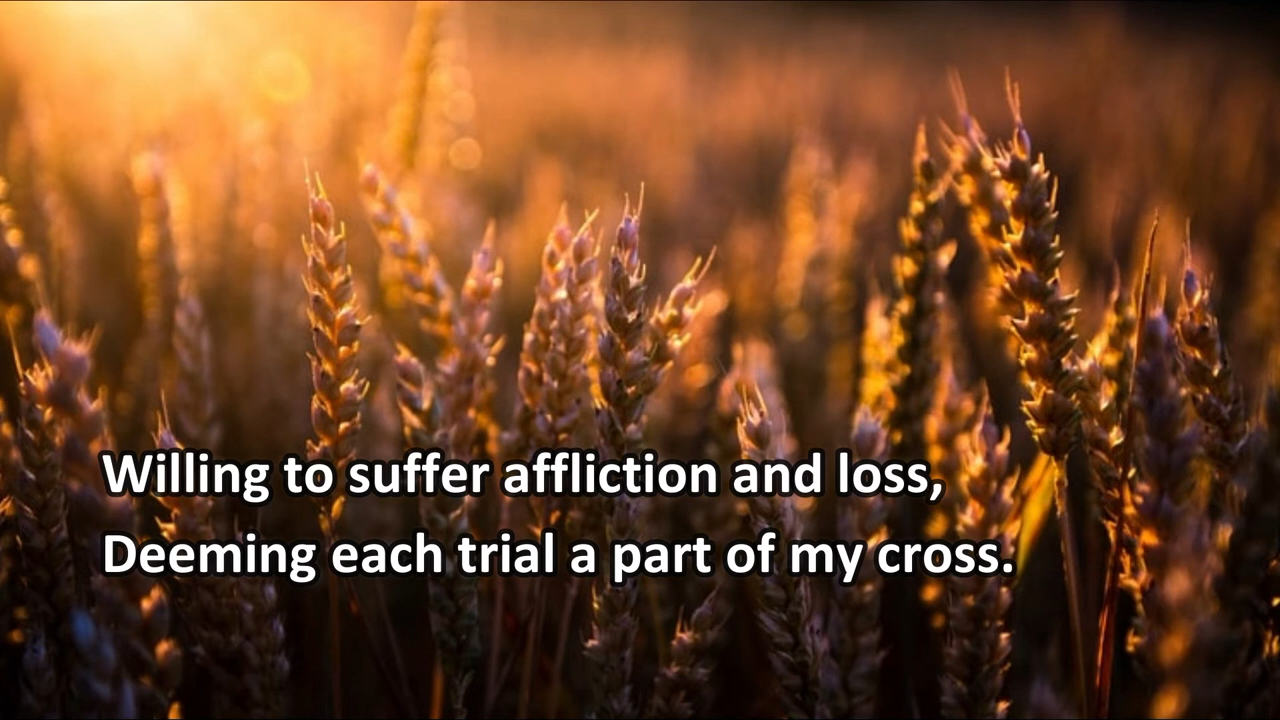 Willing to suffer affliction and loss,
Deeming each trial a part of my cross.